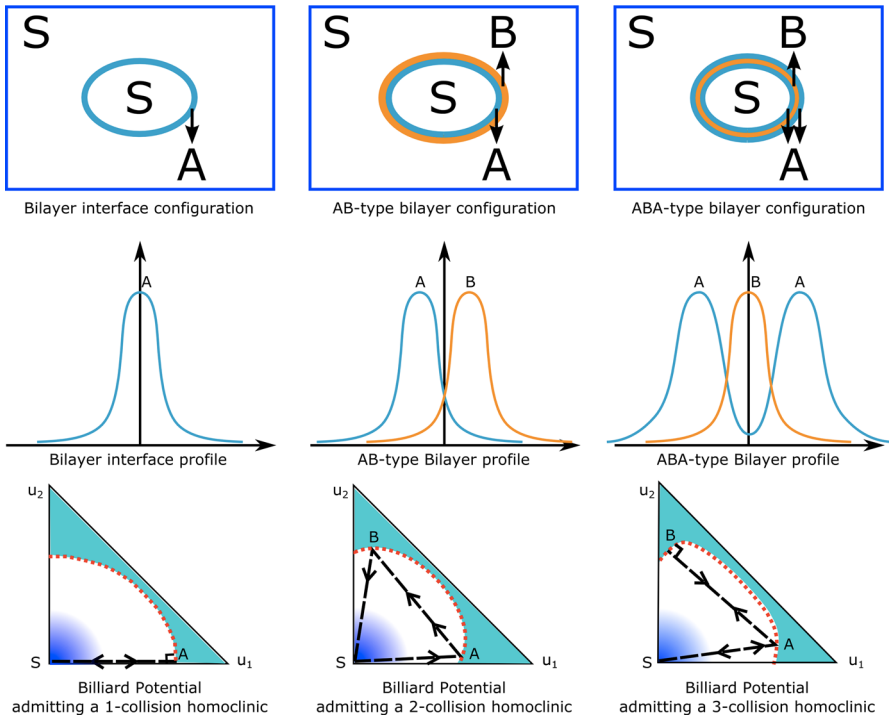 S
S
A
Bilayer interface configuration
S
B
S
A
AB-type bilayer configuration
S
B
S
A
ABA-type bilayer configuration
A
Bilayer interface profile
A
B
AB-type Bilayer profile
A
B
A
ABA-type Bilayer profile
u2
S
A
u1
Billiard Potential
admitting a 1-collision homoclinic
u2
B
S
A
u1
Billiard Potential
admitting a 2-collision homoclinic
u2
B
A
S
u1
Billiard Potential
admitting a 3-collision homoclinic